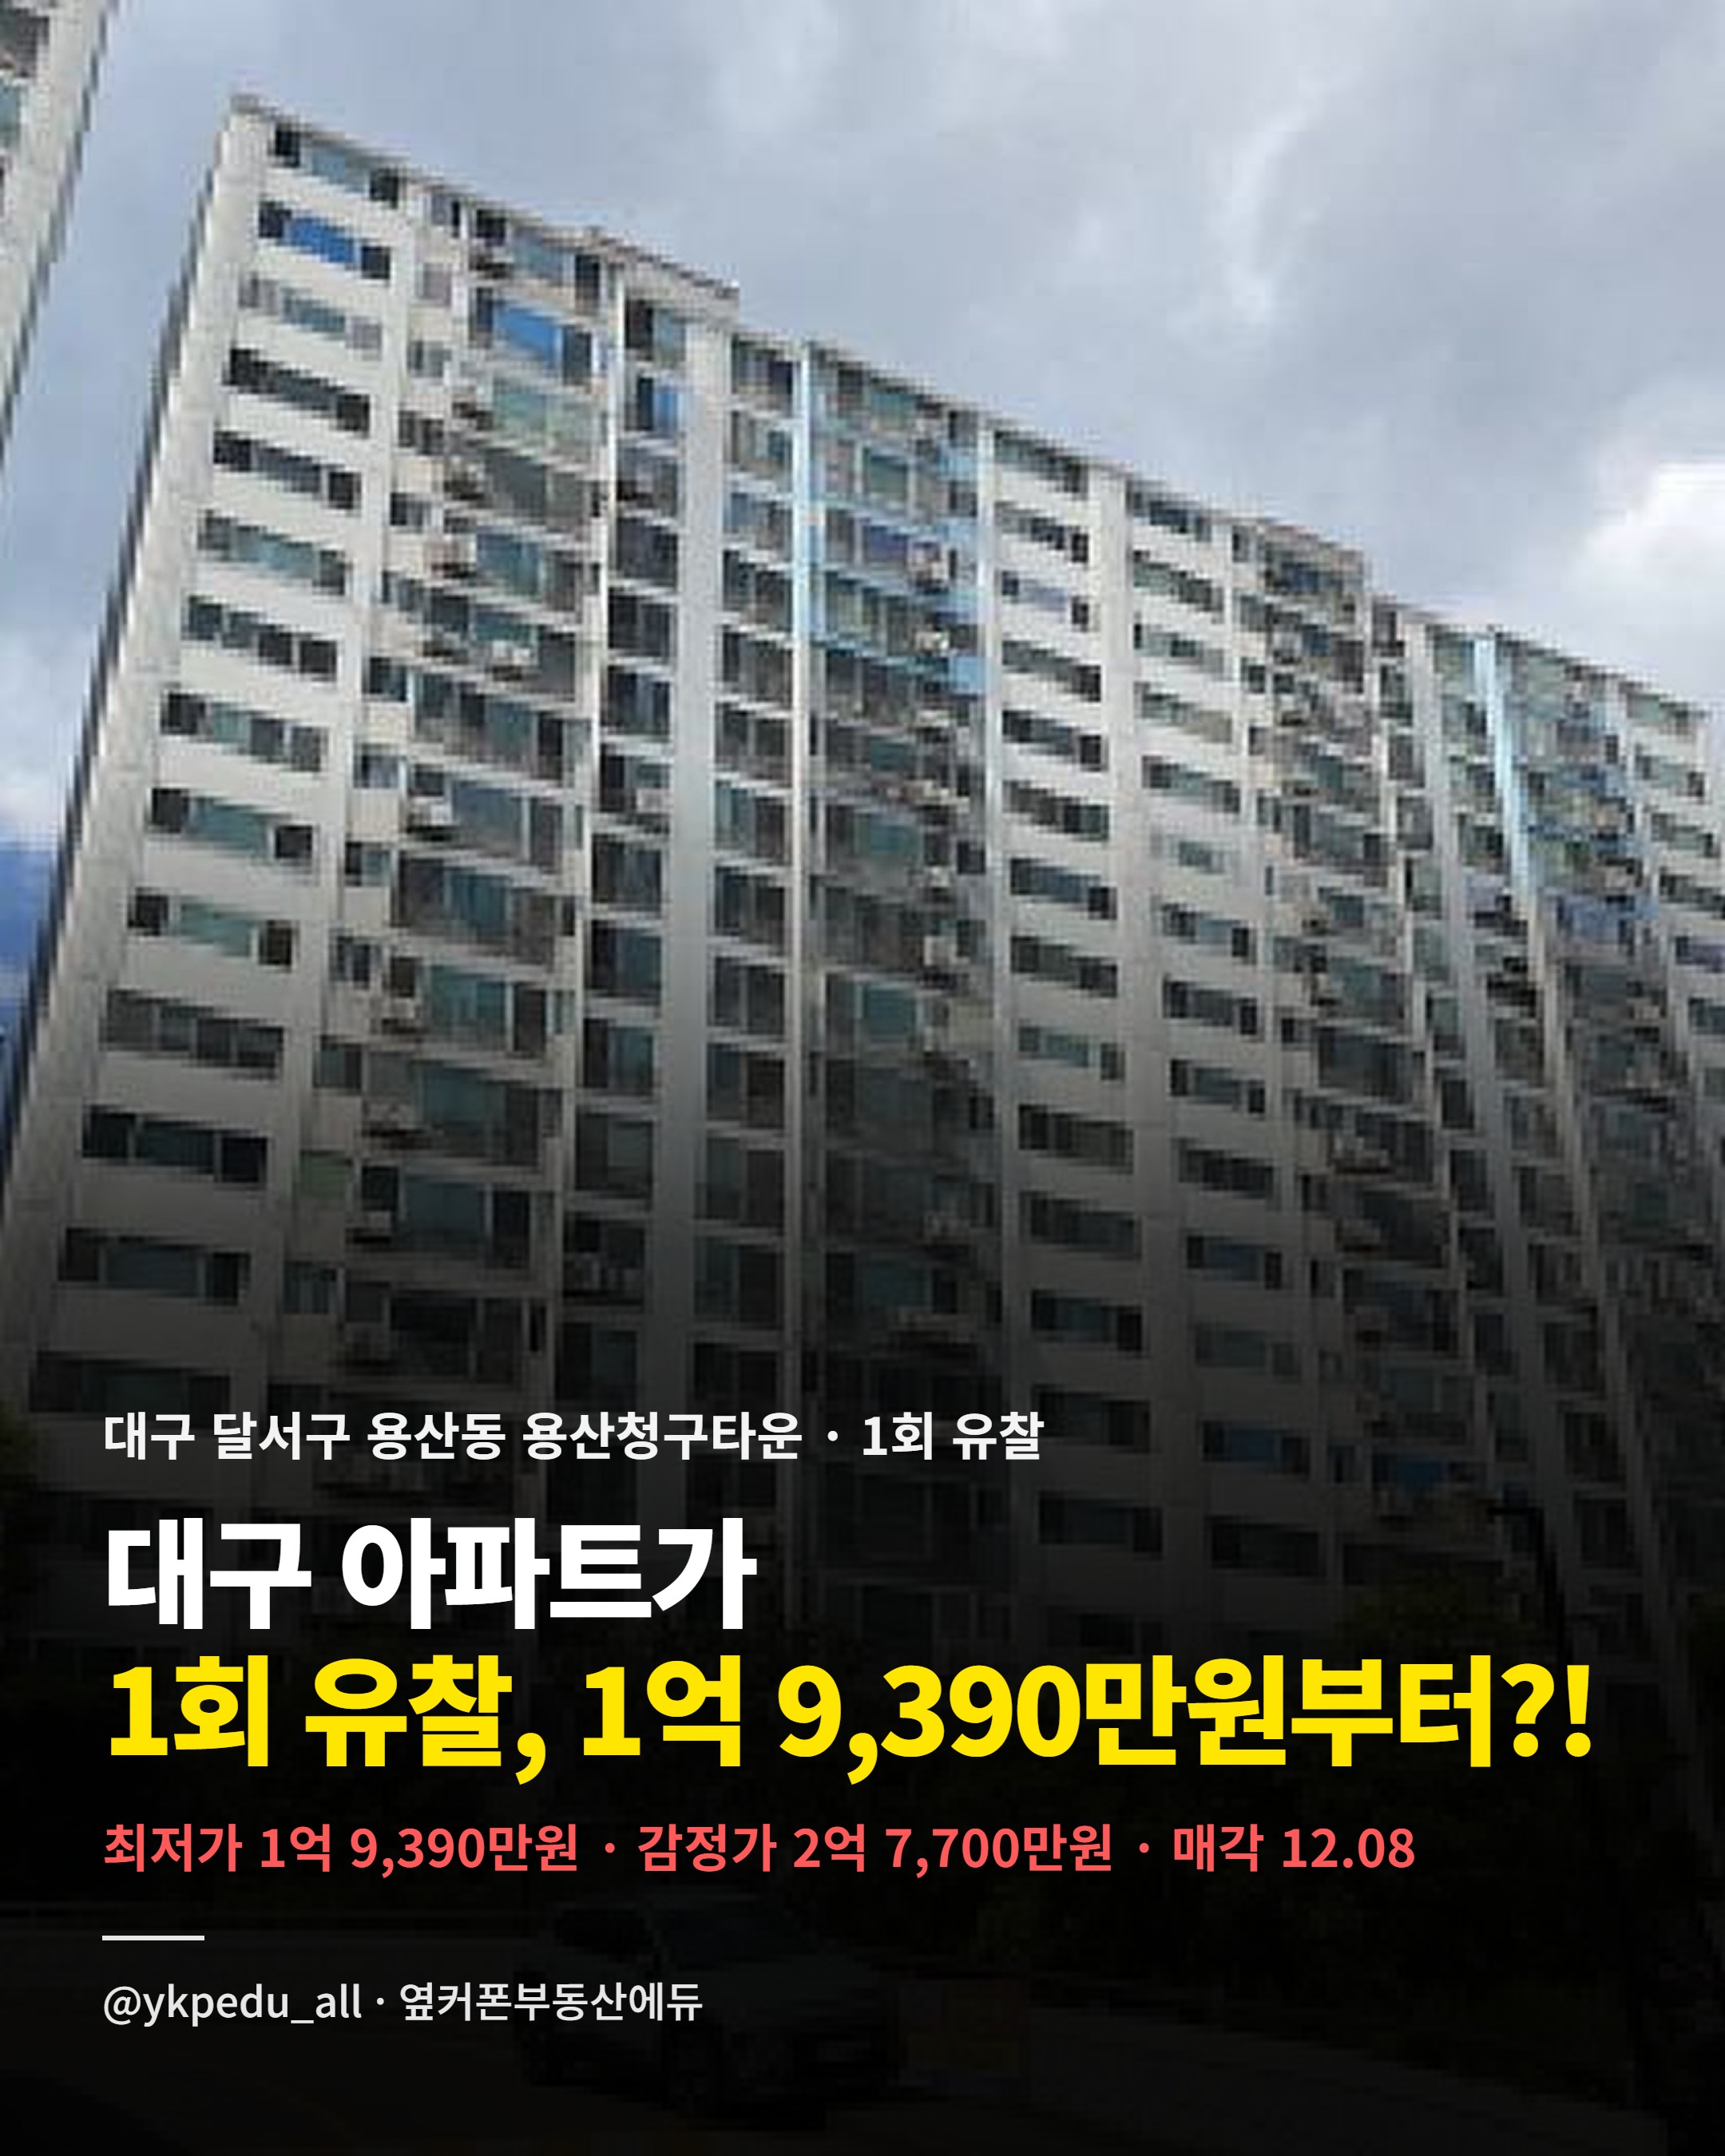 대구 달서구 용산동 용산청구타운 · 1회 유찰
대구 아파트가
1회 유찰, 1억 9,390만원부터?!
최저가 1억 9,390만원 · 감정가 2억 7,700만원 · 매각 12.08
@ykpedu_all · 옆커폰부동산에듀